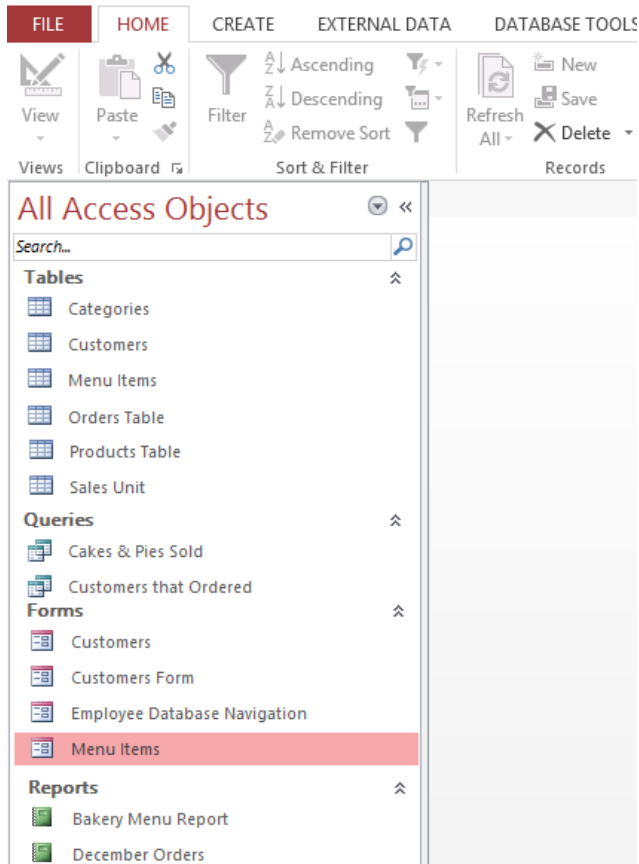 FILE HOME CREATE EXTERNAL DATA DATABASE TOOLS
View
Paste
Filter
Ascending
Descending
Remove Sort
Refresh
All
New
Save
Delete
Views Clipboard Sort & Filter Records
All Access Objects
Search...
Tables
Categories
Customers
Menu Items
Orders Table
Products Table
Sales Unit
Queries
Cakes & Pies Sold
Customers that Ordered
Forms
Customers
Customers Form
Employee Database Navigation
Menu Items
Reports
Bakery Menu Report
December Orders